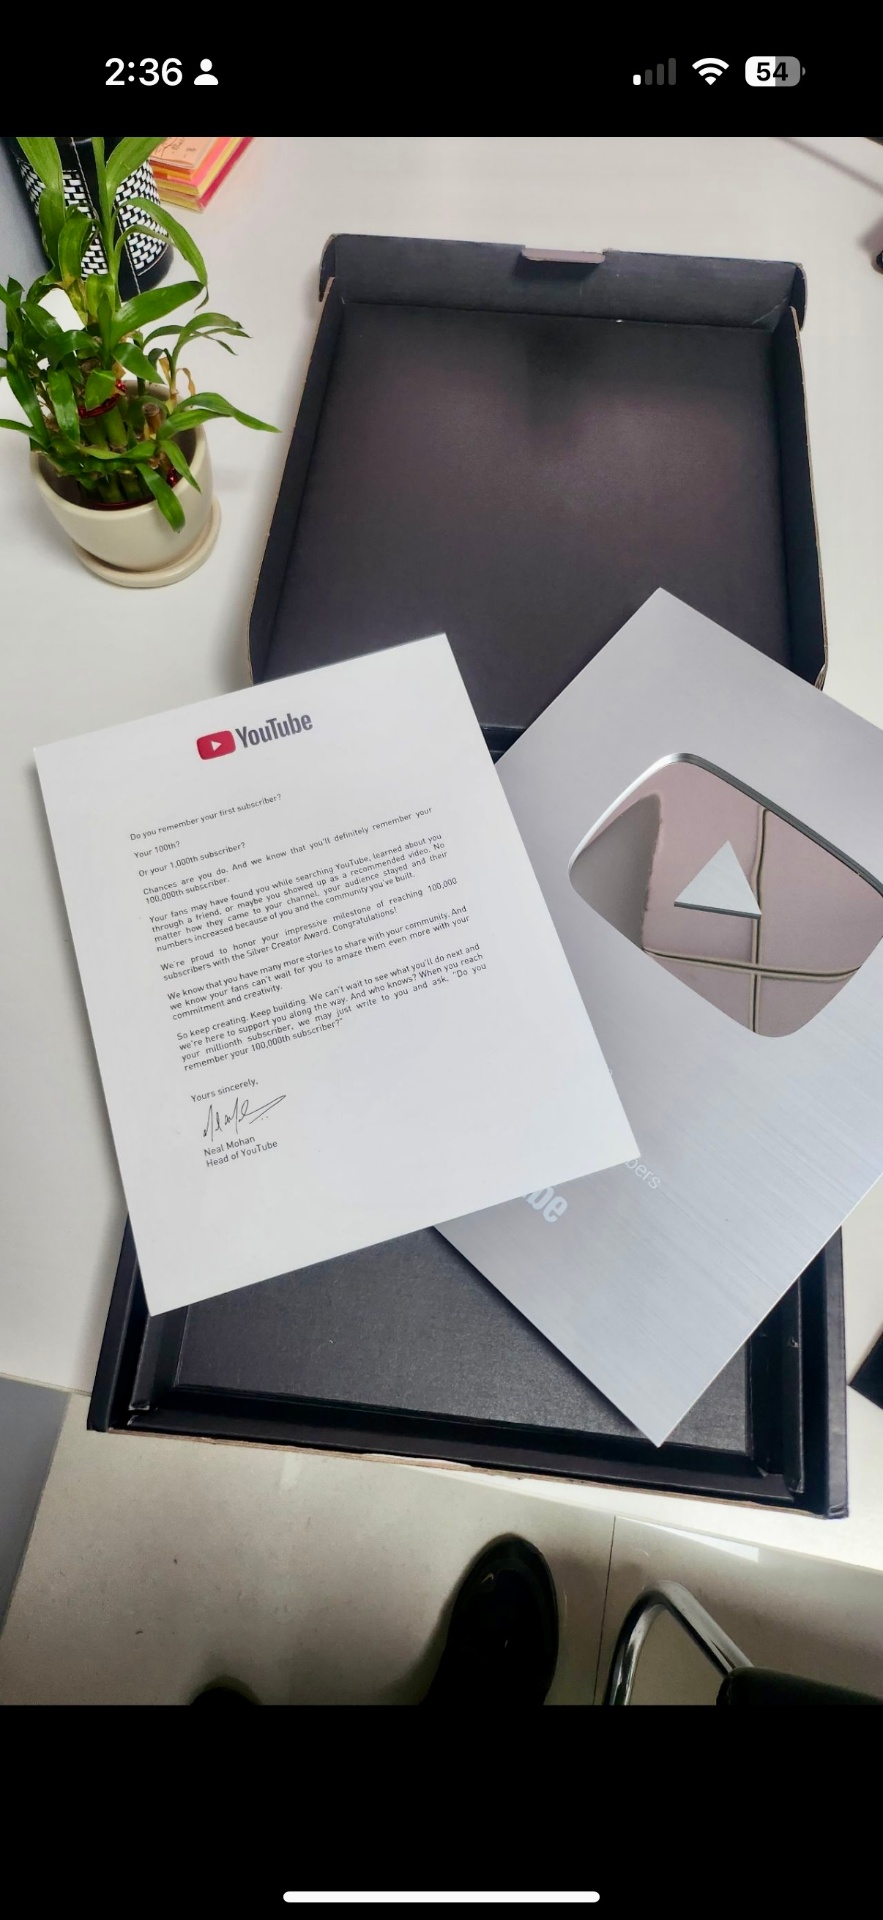 2:36
54
YouTube
Do you remember your first subscriber?
Your 100th?
Or your 1,000th subscriber?
Chances are you do. And we know that you'll definitely remember your
100,000th subscriber.
Your fans may have found you while searching YouTube, learned about you
through a friend, or maybe you showed up as a recommended video. No
matter how they came to your channel, your audience stayed and their
numbers increased because of you and the community you've built.
We're proud to honor your impressive milestone of reaching 100,000
subscribers with the Silver Creator Award. Congratulations!
We know that you have many more stories to share with your community. And
we know your fans can't wait for you to amaze them even more with your
commitment and creativity.
So keep creating. Keep building. We can't wait to see what you'll do next and
we're here to support you along the way. And who knows? When you reach
your millionth subscriber, we may just write to you and ask, "Do you
remember your 100,000th subscriber?"
Yours sincerely,
Neal Mohan
Head of YouTube
bers
be